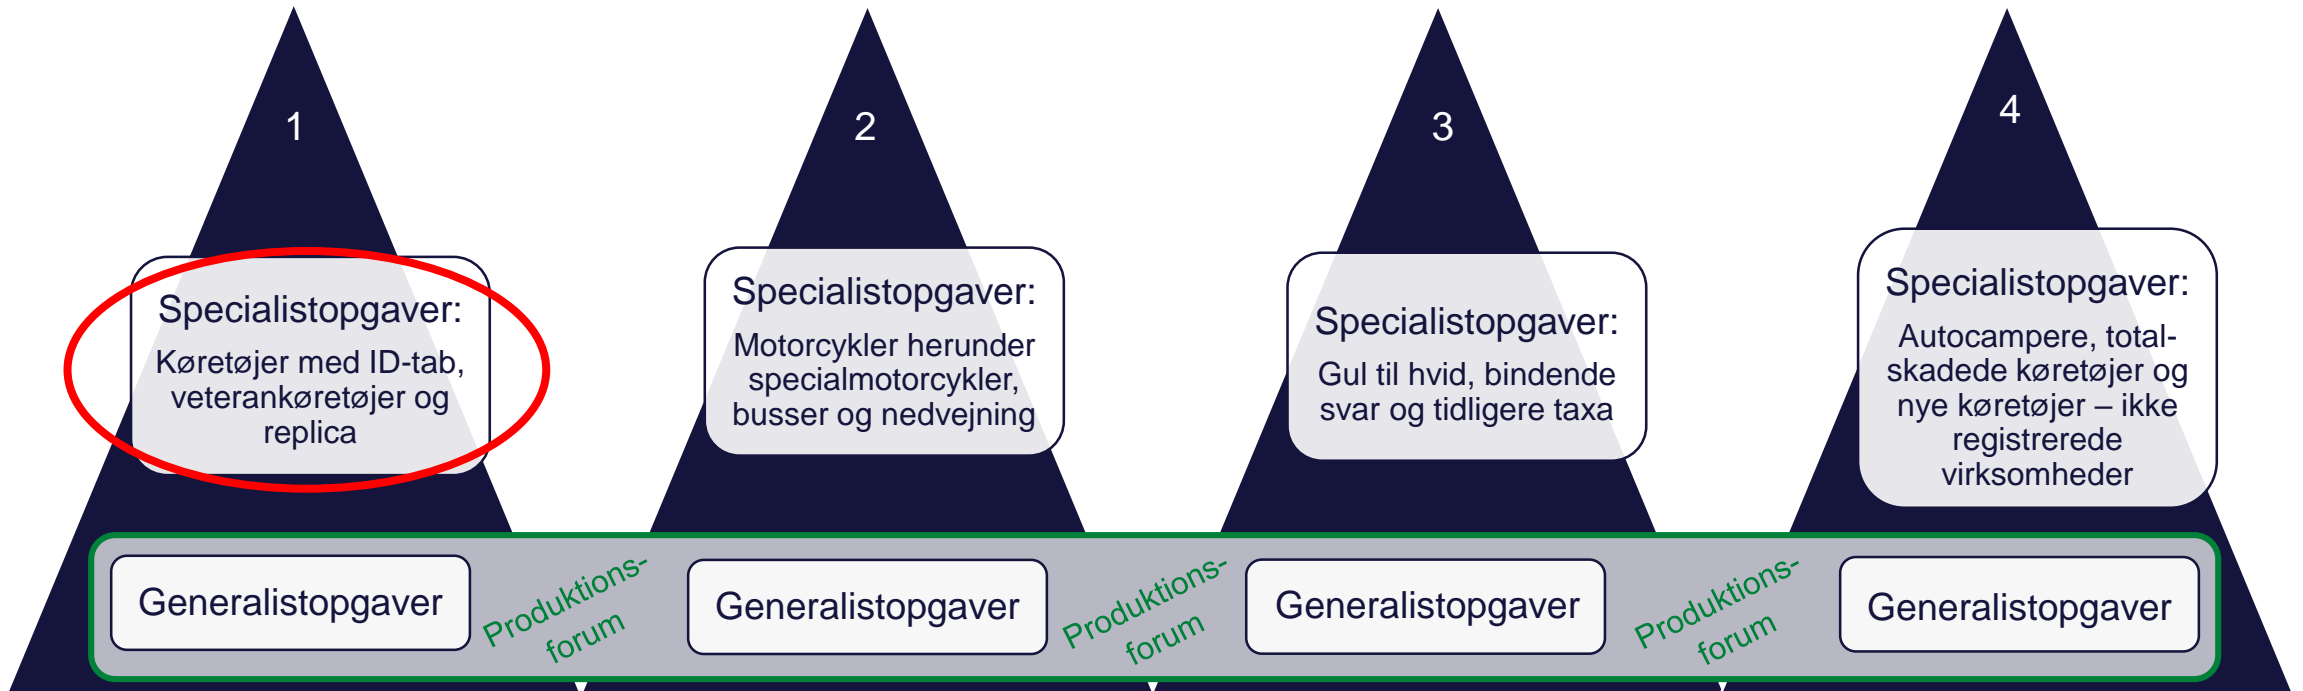 1
Specialistopgaver:
Køretøjer med ID-tab,
veterankøretøjer og
replica
2
Specialistopgaver:
Motorcykler herunder
specialmotorcykler,
busser og nedvejning
3
Specialistopgaver:
Gul til hvid, bindende
svar og tidligere taxa
4
Specialistopgaver:
Autocampere, total-
skadede køretøjer og
nye køretøjer – ikke
registrerede
virksomheder
Generalistopgaver
Produktions-
forum
Generalistopgaver
Produktions-
forum
Generalistopgaver
Produktions-
forum
Generalistopgaver